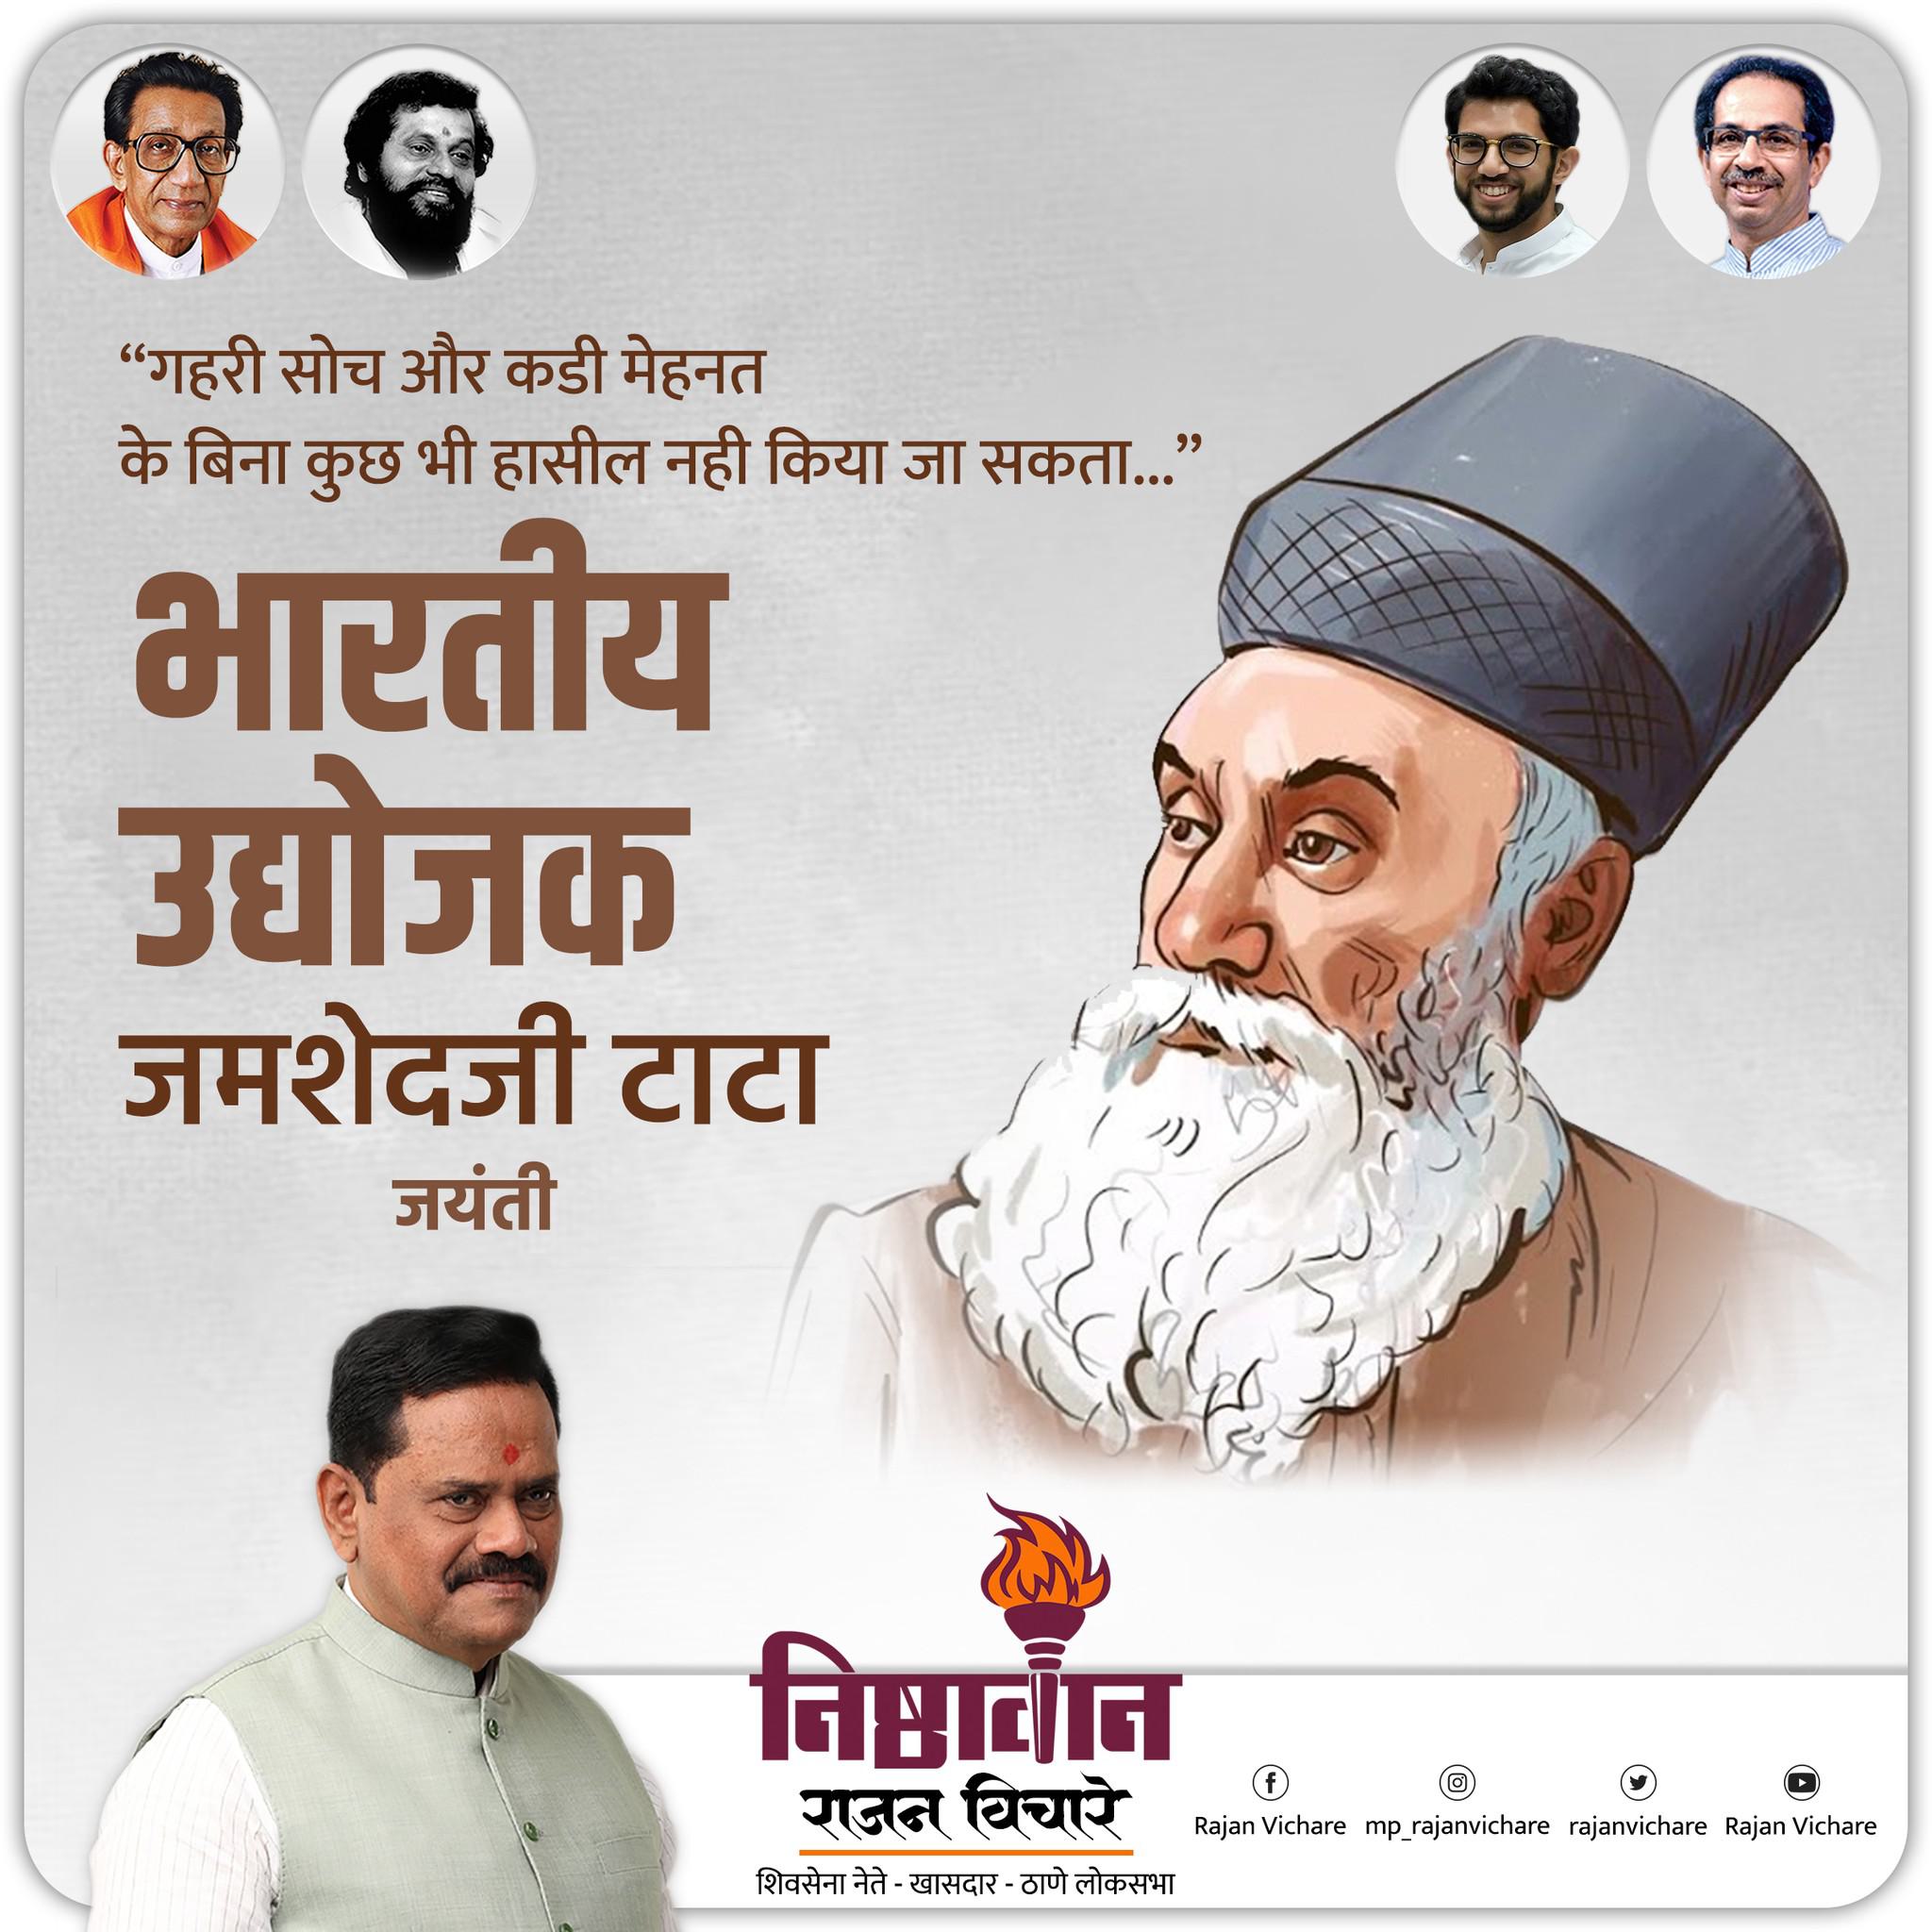 “गहरी सोच और कडी मेहनत
के बिना कुछ भी हासील नही किया जा सकता...”
भारतीय
उद्योजक
जमशेदजी टाटा
जयंती
निष्ठावान
राजन विचारे
शिवसेना नेते - खासदार - ठाणे लोकसभा
Rajan Vichare mp_rajanvichare rajanvichare Rajan Vichare